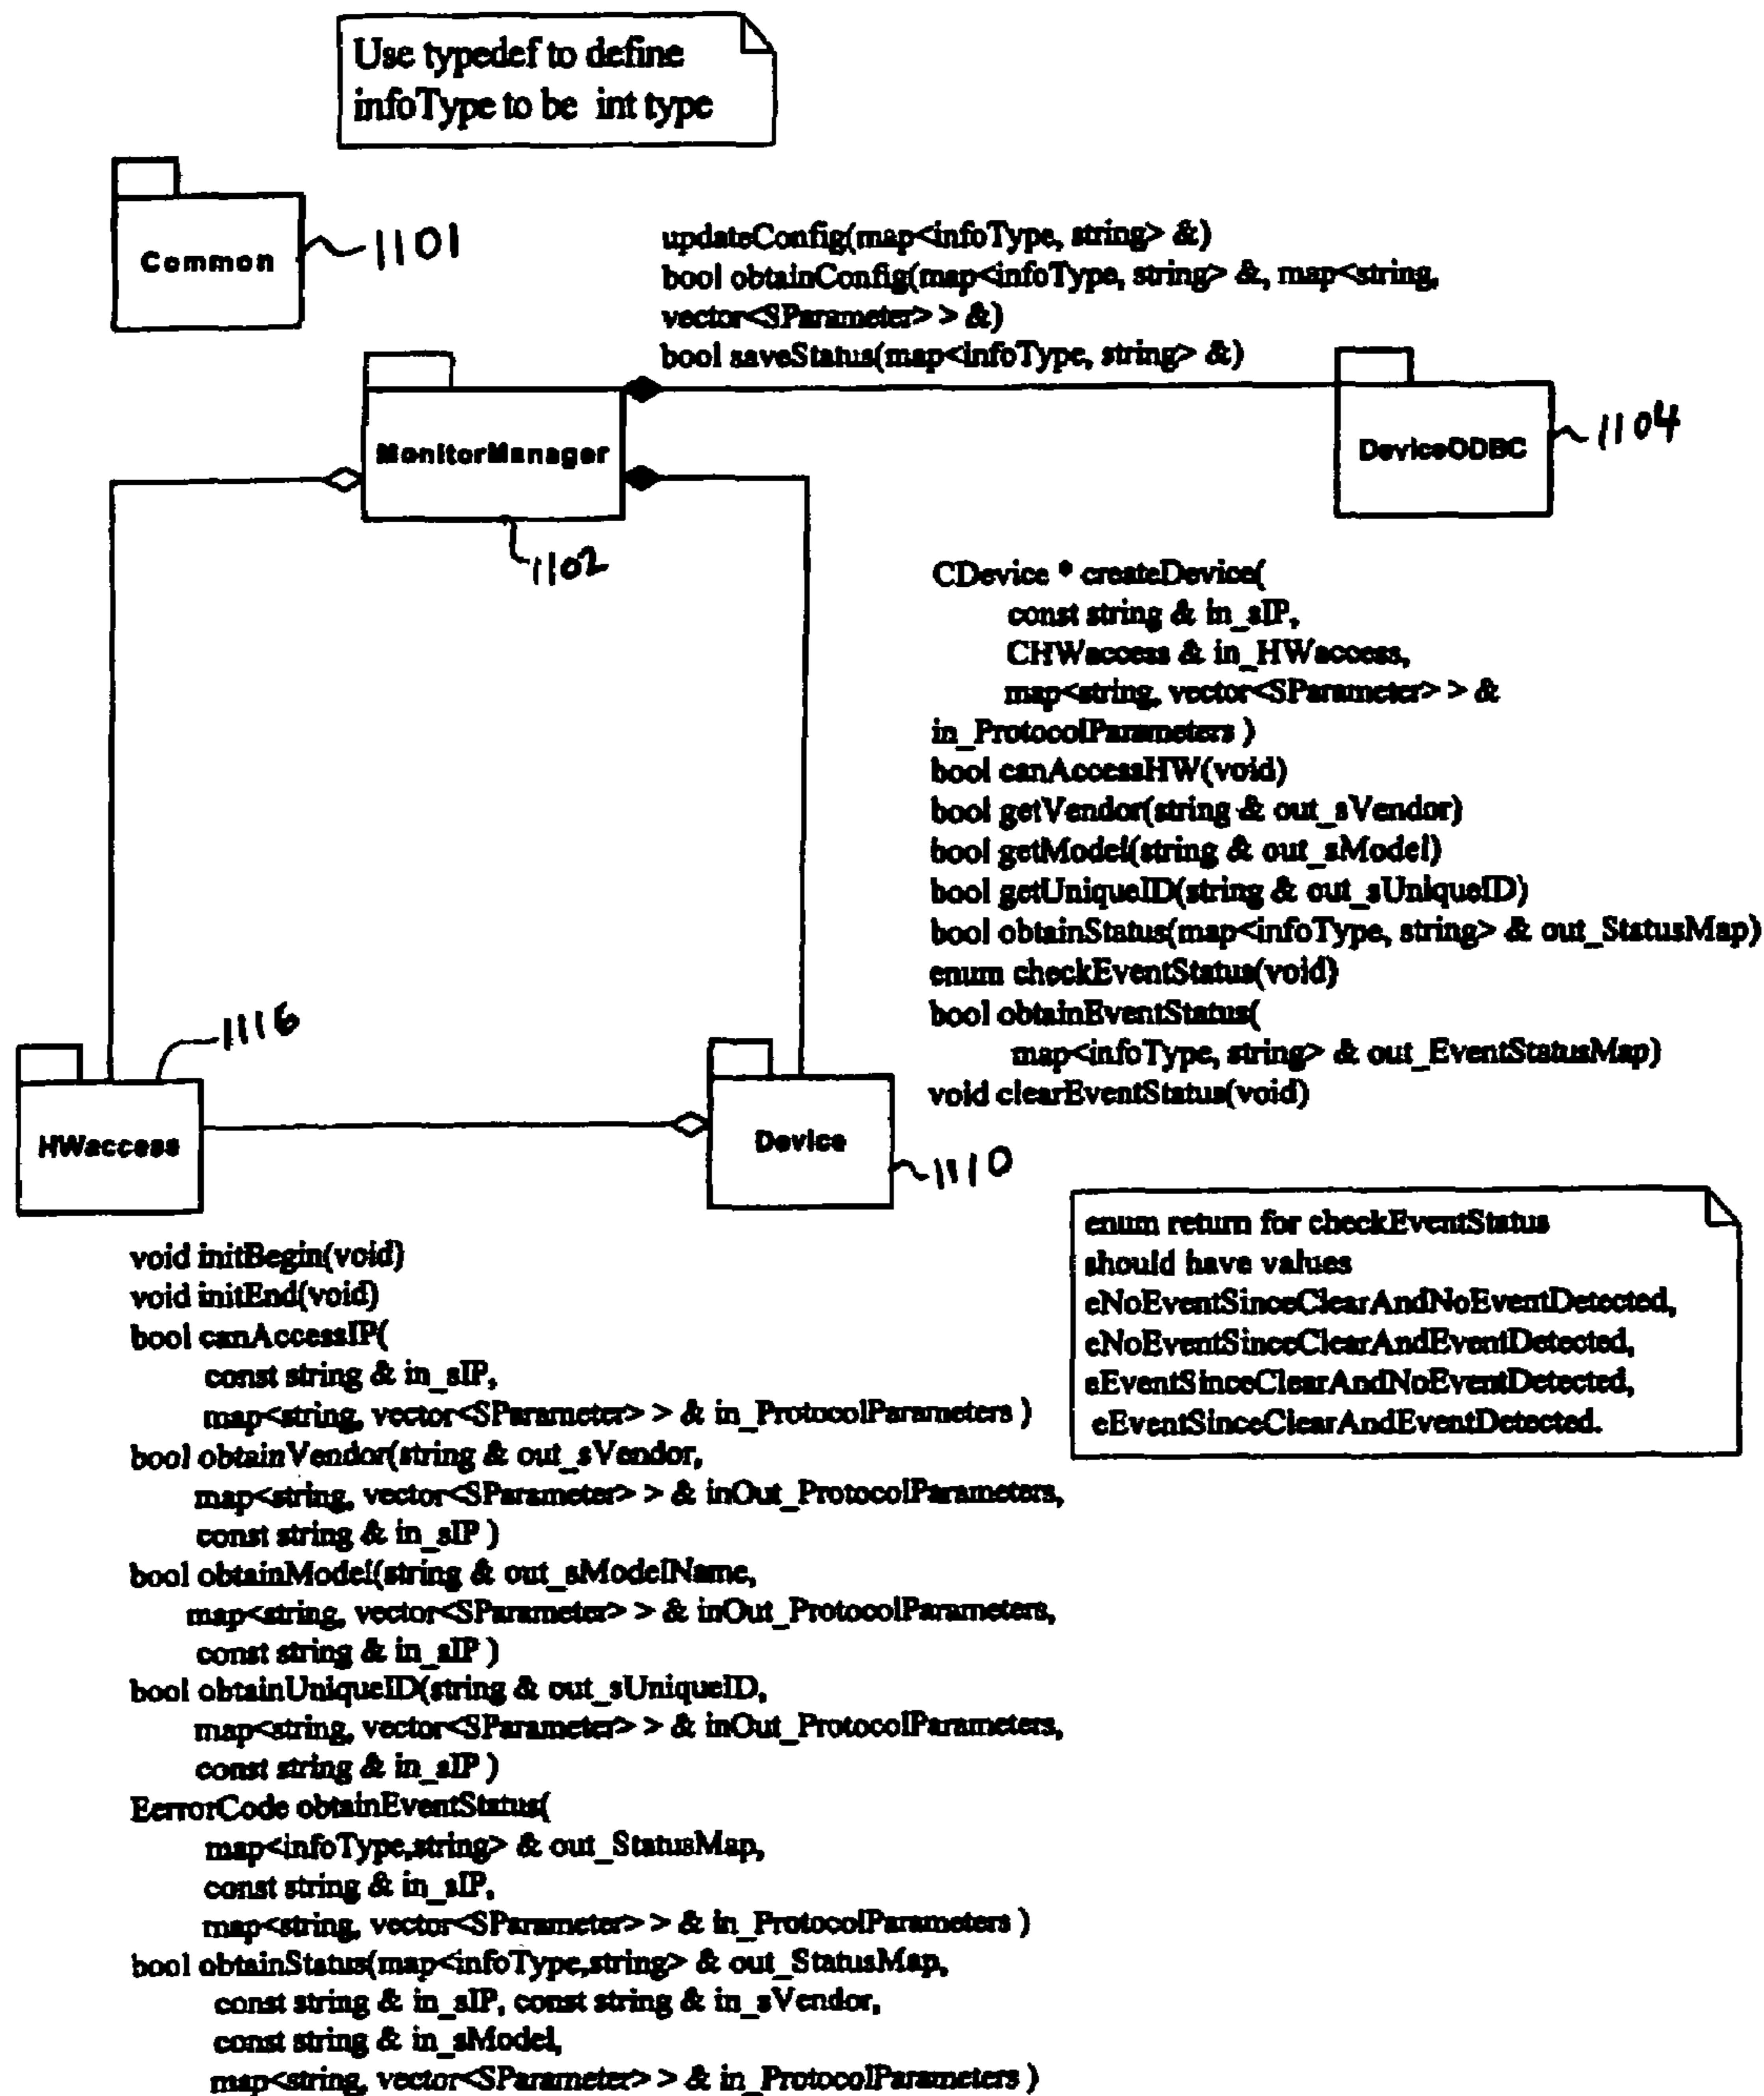 Use typedef to define
infoType to be int type
Common
1101
updateConfig(map<infoType, string> &)
bool obtainConfig(map<infoType, string> &, map<string,
vector<SParameter> > &)
bool saveStatus(map<infoType, string> &)
MonitorManager
1102
DeviceODBC
1104
CDevice * createDevice(
const string & in_sIP,
CHWaccess & in_HWaccess,
map<string, vector<SParameter> > &
in_ProtocolParameters )
bool canAccessHW(void)
bool getVendor(string & out_sVendor)
bool getModel(string & out_sModel)
bool getUniqueID(string & out_sUniqueID)
bool obtainStatus(map<infoType, string> & out_StatusMap)
enum checkEventStatus(void)
bool obtainEventStatus(
map<infoType, string> & out_EventStatusMap)
void clearEventStatus(void)
1116
HWaccess
Device
1110
enum return for checkEventStatus
should have values
eNoEventSinceClearAndNoEventDetected,
eNoEventSinceClearAndEventDetected,
eEventSinceClearAndNoEventDetected,
eEventSinceClearAndEventDetected.
void initBegin(void)
void initEnd(void)
bool canAccessIP(
const string & in_sIP,
map<string, vector<SParameter> > & in_ProtocolParameters )
bool obtainVendor(string & out_sVendor,
map<string, vector<SParameter> > & inOut_ProtocolParameters,
const string & in_sIP )
bool obtainModel(string & out_sModelName,
map<string, vector<SParameter> > & inOut_ProtocolParameters,
const string & in_sIP )
bool obtainUniqueID(string & out_sUniqueID,
map<string, vector<SParameter> > & inOut_ProtocolParameters,
const string & in_sIP )
EerrorCode obtainEventStatus(
map<infoType,string> & out_StatusMap,
const string & in_sIP,
map<string, vector<SParameter> > & in_ProtocolParameters )
bool obtainStatus(map<infoType,string> & out_StatusMap,
const string & in_sIP, const string & in_sVendor,
const string & in_sModel,
map<string, vector<SParameter> > & in_ProtocolParameters )